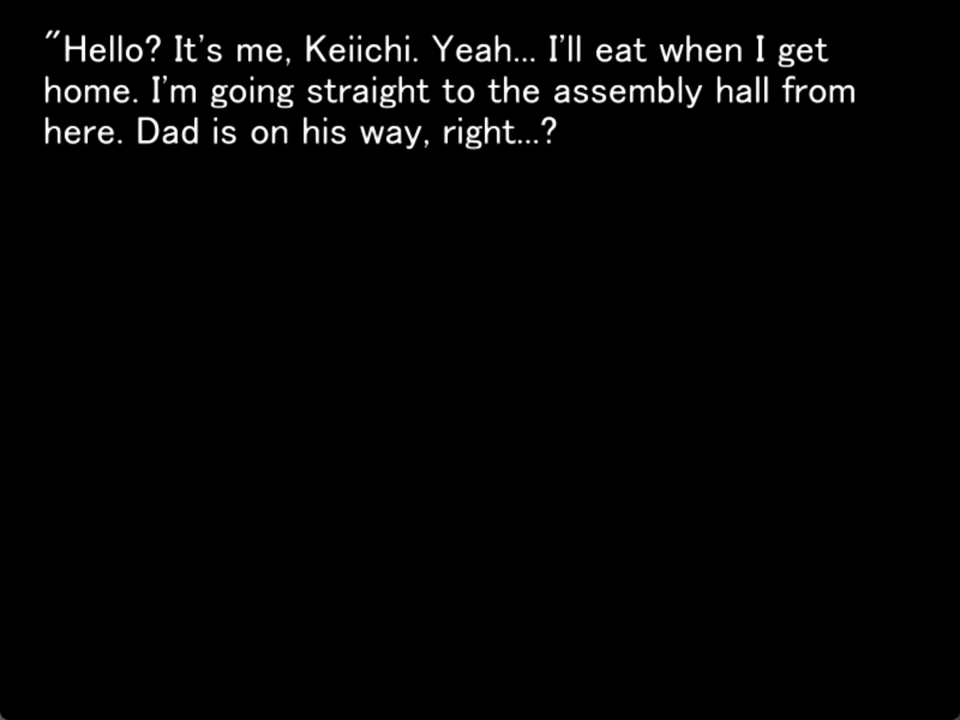 "Hello? It's me, Keiichi. Yeah... I'll eat when I get
home. I'm going straight to the assembly hall from
here. Dad is on his way, right...?